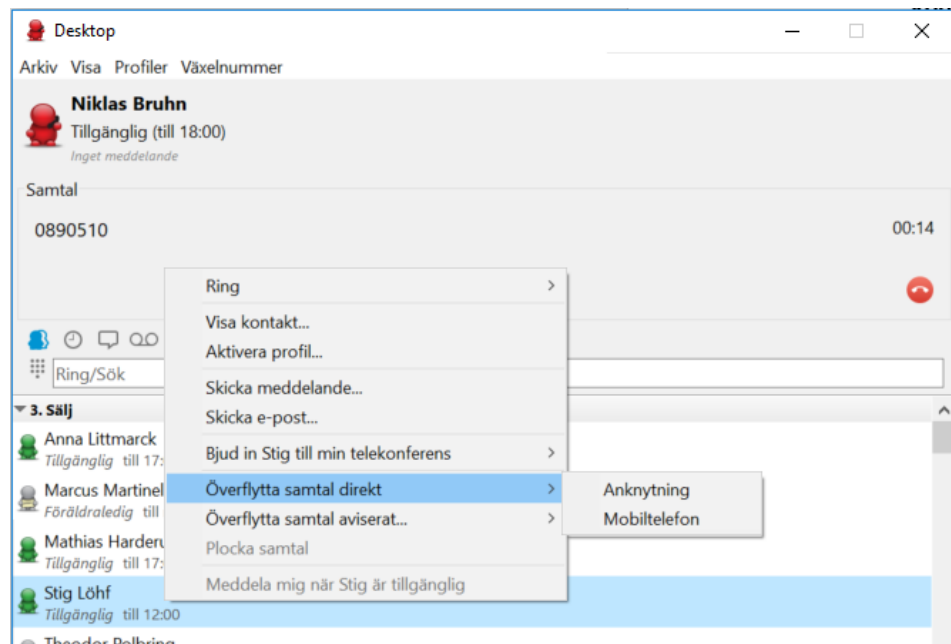 Desktop
Arkiv Visa Profiler Växelnummer
Niklas Bruhn
Tillgänglig (till 18:00)
Inget meddelande
Samtal
0890510 00:14
Ring
Visa kontakt...
Aktivera profil...
Skicka meddelande...
Skicka e-post...
Bjud in Stig till min telekonferens
Överflytta samtal direkt
Överflytta samtal aviserat...
Plocka samtal
Meddela mig när Stig är tillgänglig
Anknytning
Mobiltelefon
Ring/Sök
3. Sälj
Anna Littmarck
Tillgänglig till 17:
Marcus Martinel
Föräldraledig till
Mathias Harderu
Tillgänglig till 17:
Stig Löhf
Tillgänglig till 12:00